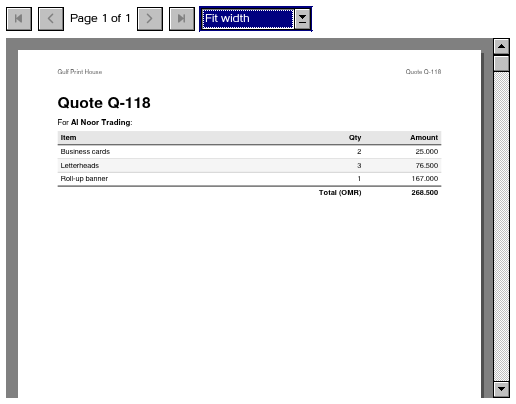 Page 1 of 1 Fit width
Gulf Print House Quote Q-118
Quote Q-118
For Al Noor Trading:
Item Qty Amount
Business cards 2 25.000
Letterheads 3 76.500
Roll-up banner 1 167.000
Total (OMR) 268.500